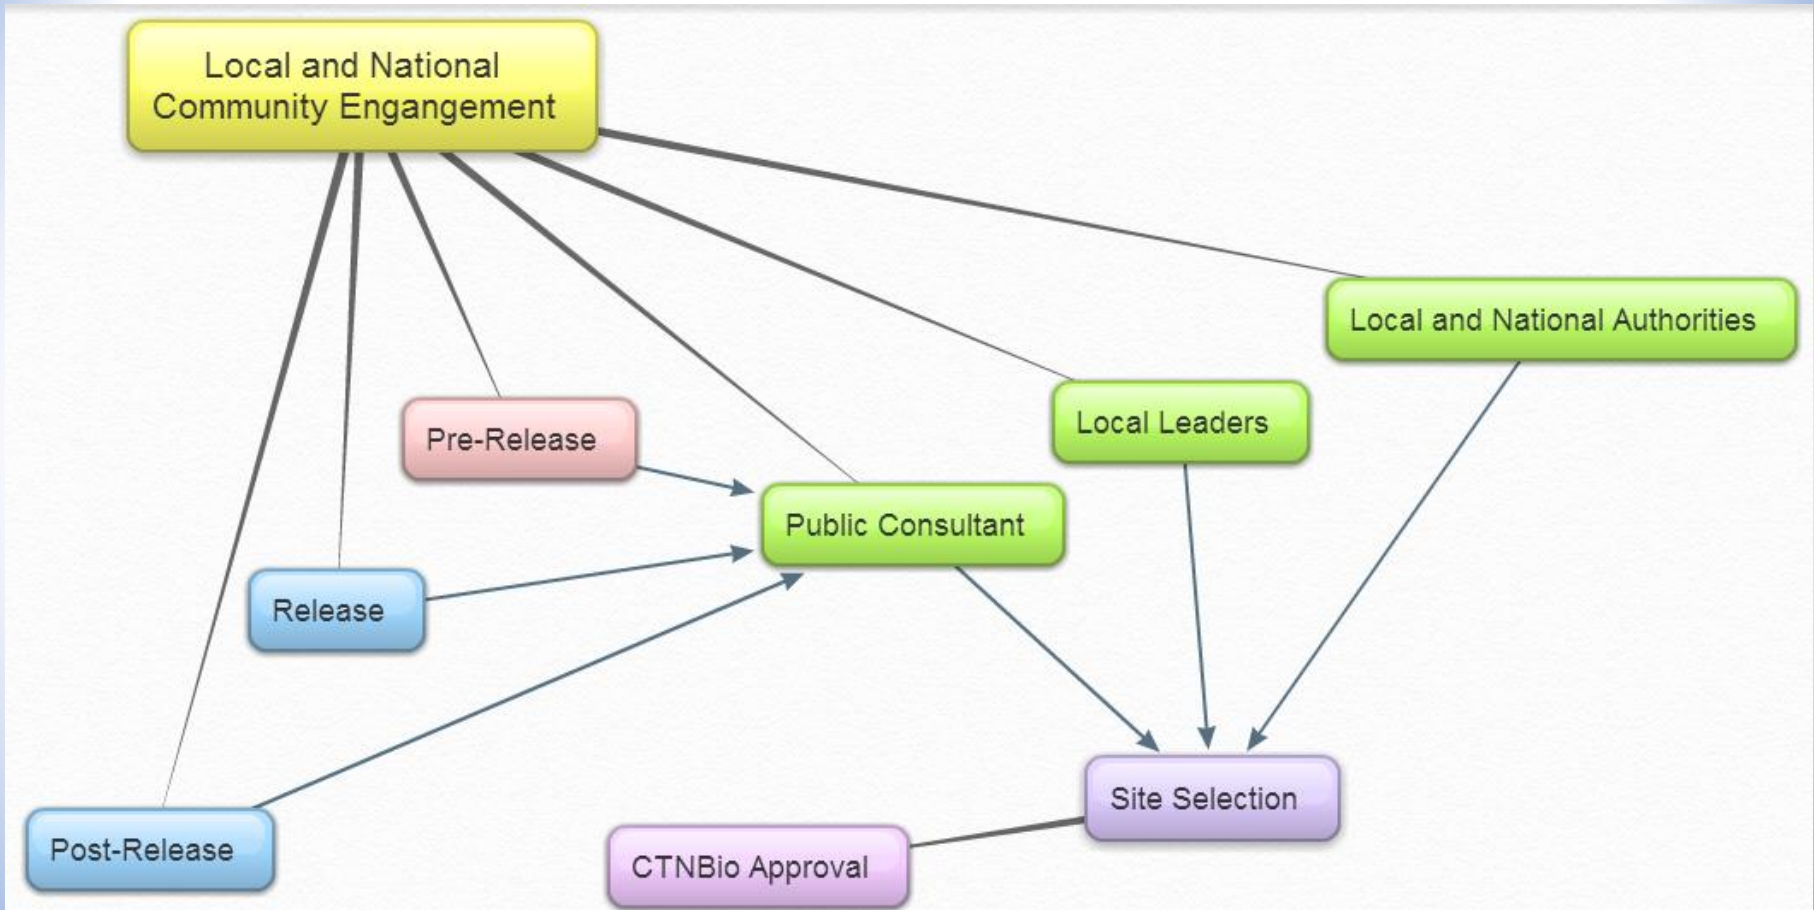 Local and National
Community Engangement
Local and National Authorities
Local Leaders
Pre-Release
Public Consultant
Release
Site Selection
Post-Release
CTNBio Approval